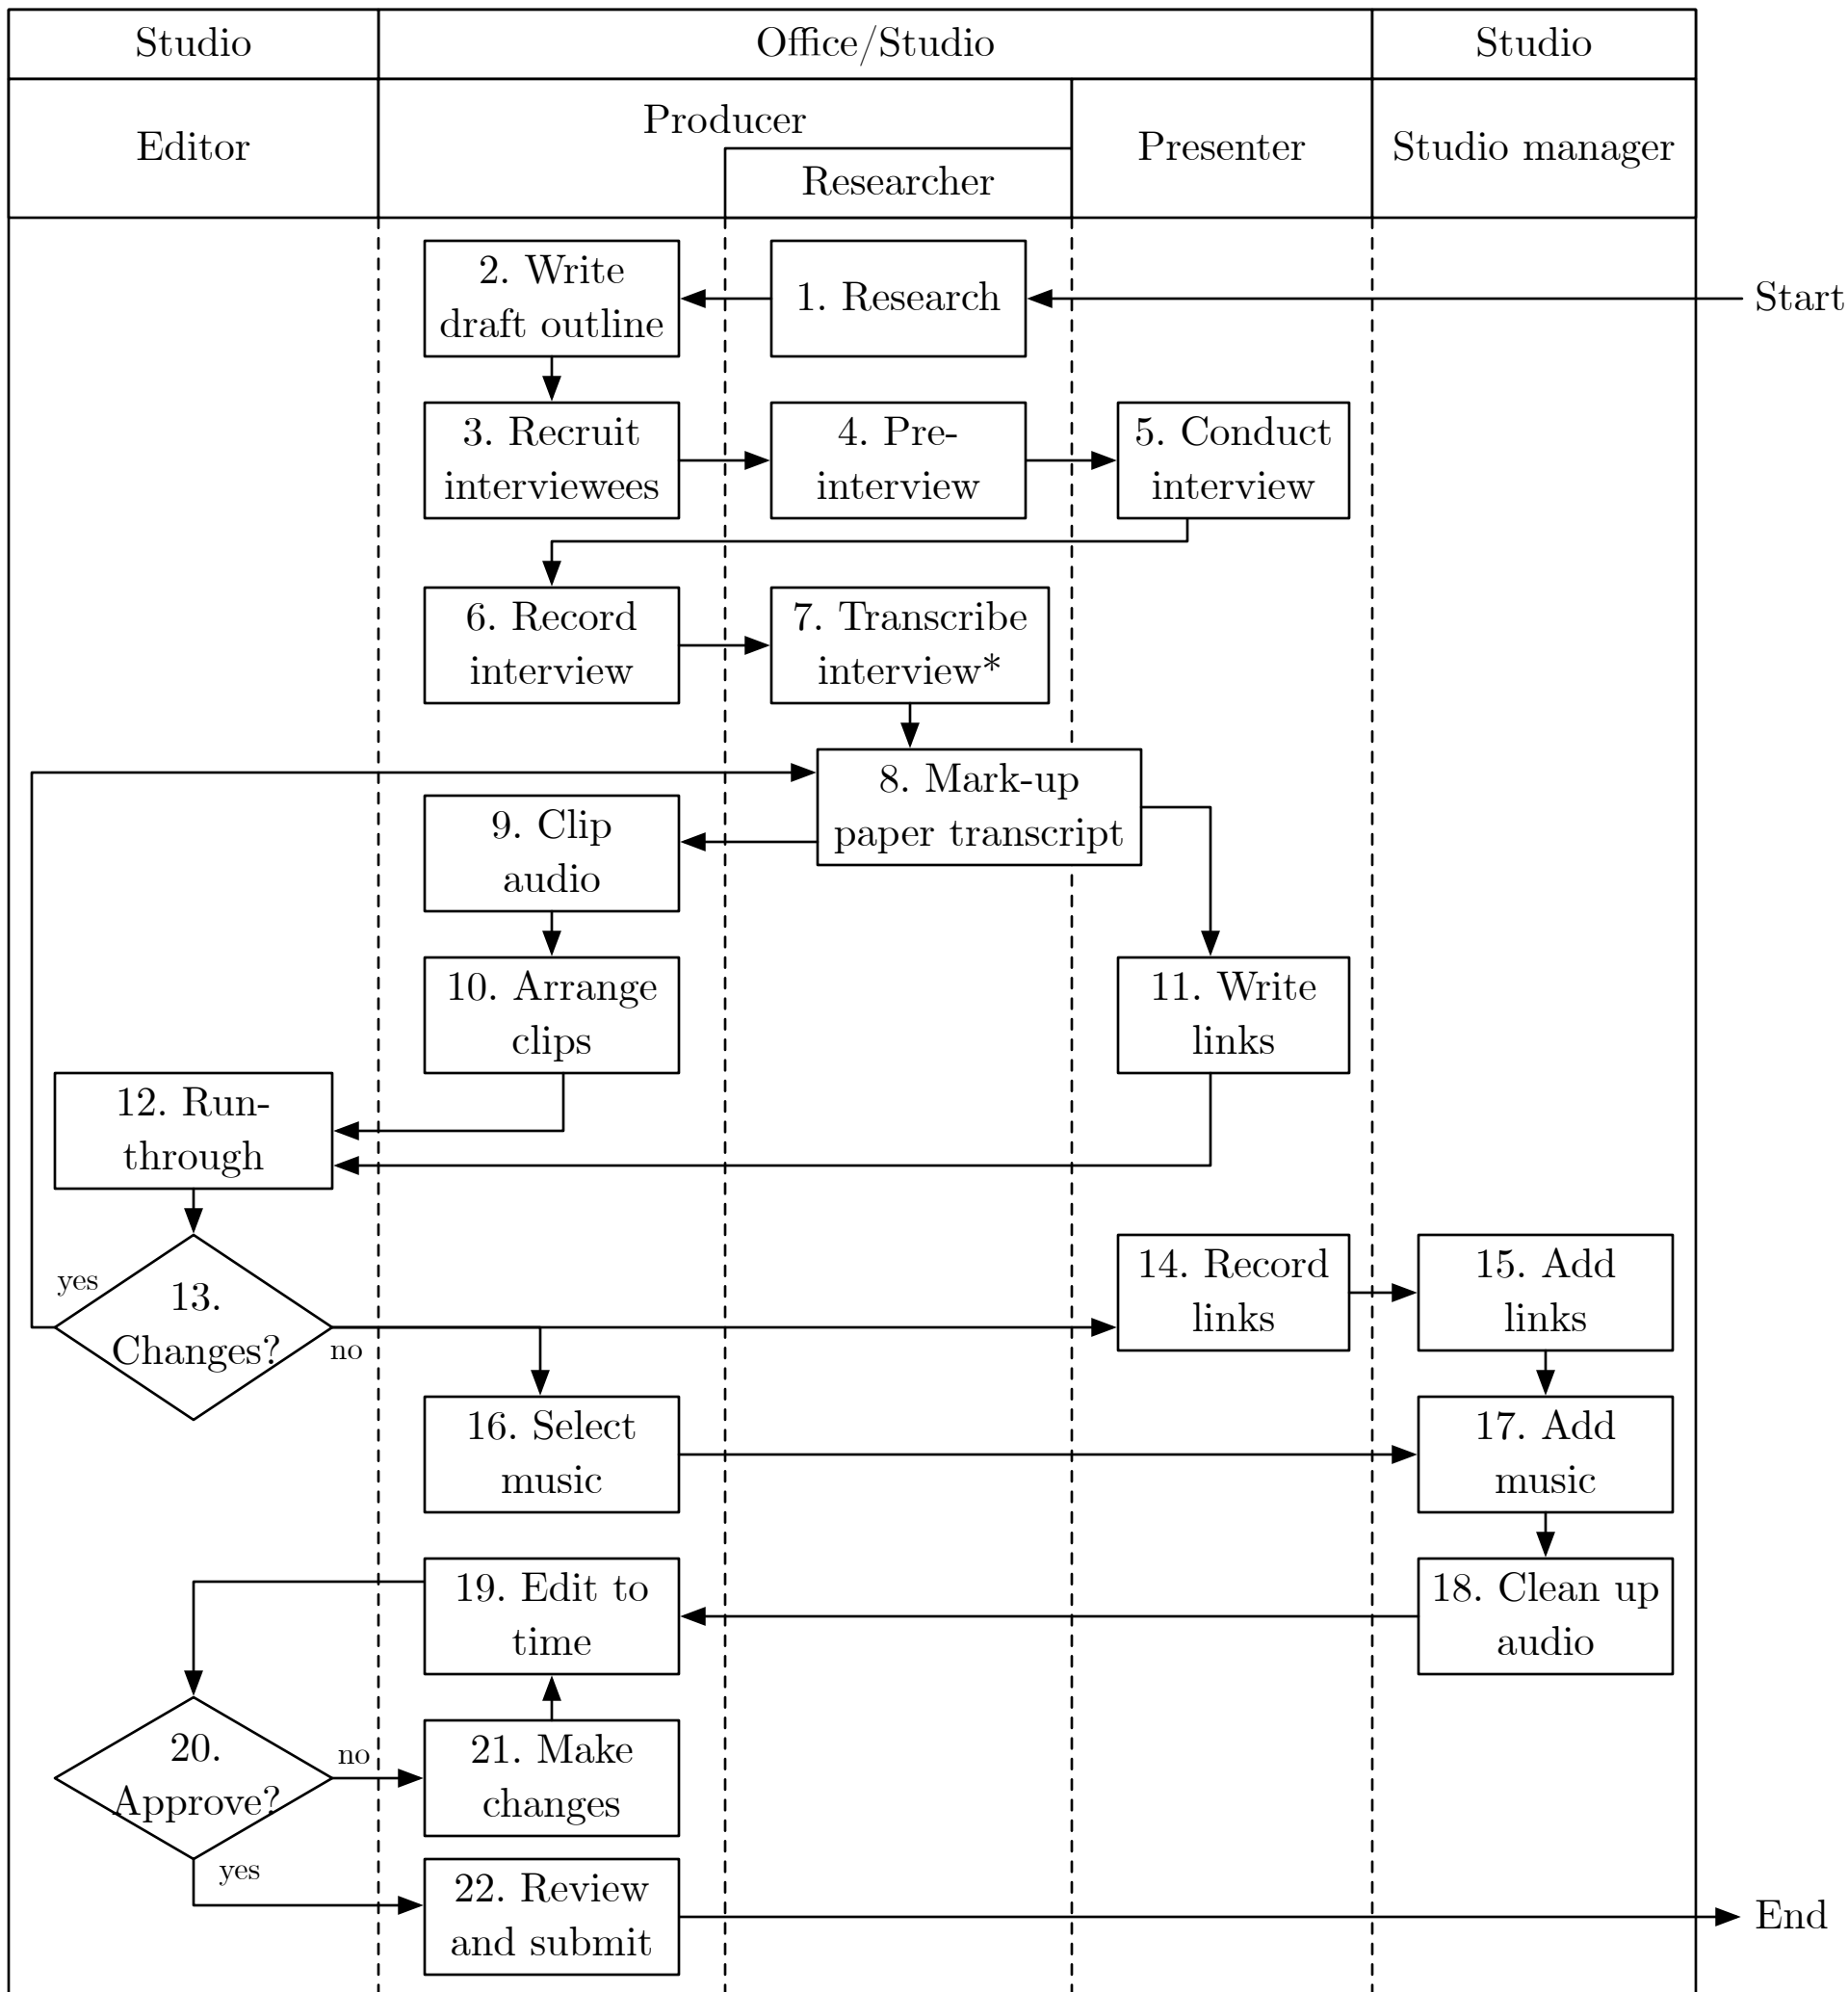 Studio
Office/Studio
Studio
Editor
Producer
Researcher
Presenter
Studio manager
2. Write
draft outline
1. Research
Start
3. Recruit
interviewees
4. Pre-
interview
5. Conduct
interview
6. Record
interview
7. Transcribe
interview*
8. Mark-up
paper transcript
9. Clip
audio
10. Arrange
clips
11. Write
links
12. Run-
through
yes
13.
Changes?
no
14. Record
links
15. Add
links
16. Select
music
17. Add
music
19. Edit to
time
18. Clean up
audio
20.
Approve?
no
21. Make
changes
yes
22. Review
and submit
End